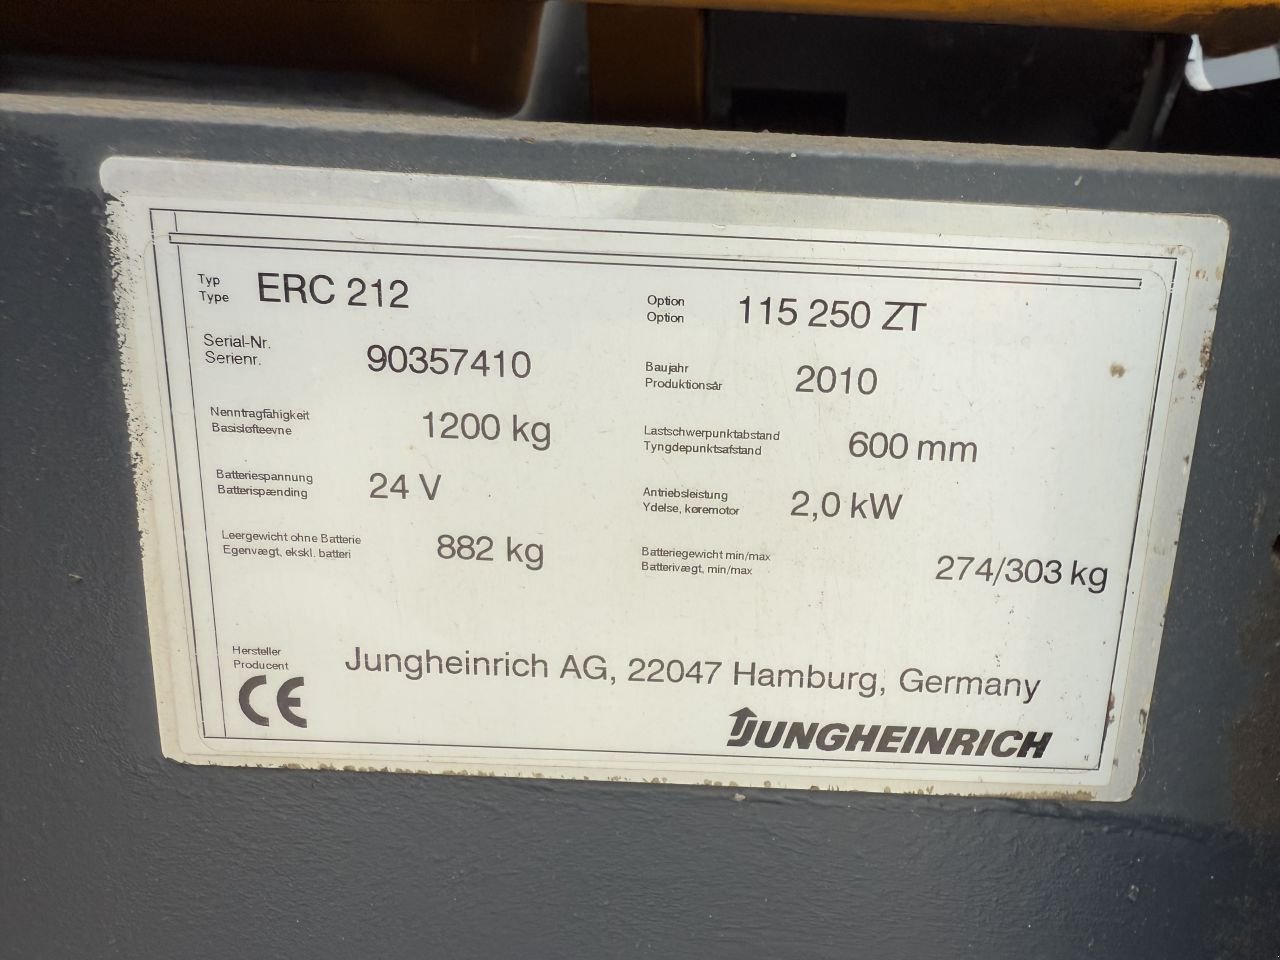 Typ
Type
ERC 212
Option
Option
115 250 ZT
Serial-Nr.
Serienr.
90357410
Baujahr
Produktionsår
2010
Nenntragfähigkeit
Basisløfteevne
1200 kg
Lastschwerpunktabstand
Tyngdepunktsafstand
600 mm
Batteriespannung
Batterispænding
24 V
Antriebsleistung
Ydelse, køremotor
2,0 kW
Leergewicht ohne Batterie
Egenvægt, ekskl. batteri
882 kg
Batteriegewicht min/max
Batterivægt, min/max
274/303 kg
Hersteller
Producent
Jungheinrich AG, 22047 Hamburg, Germany
CE
JUNGHEINRICH